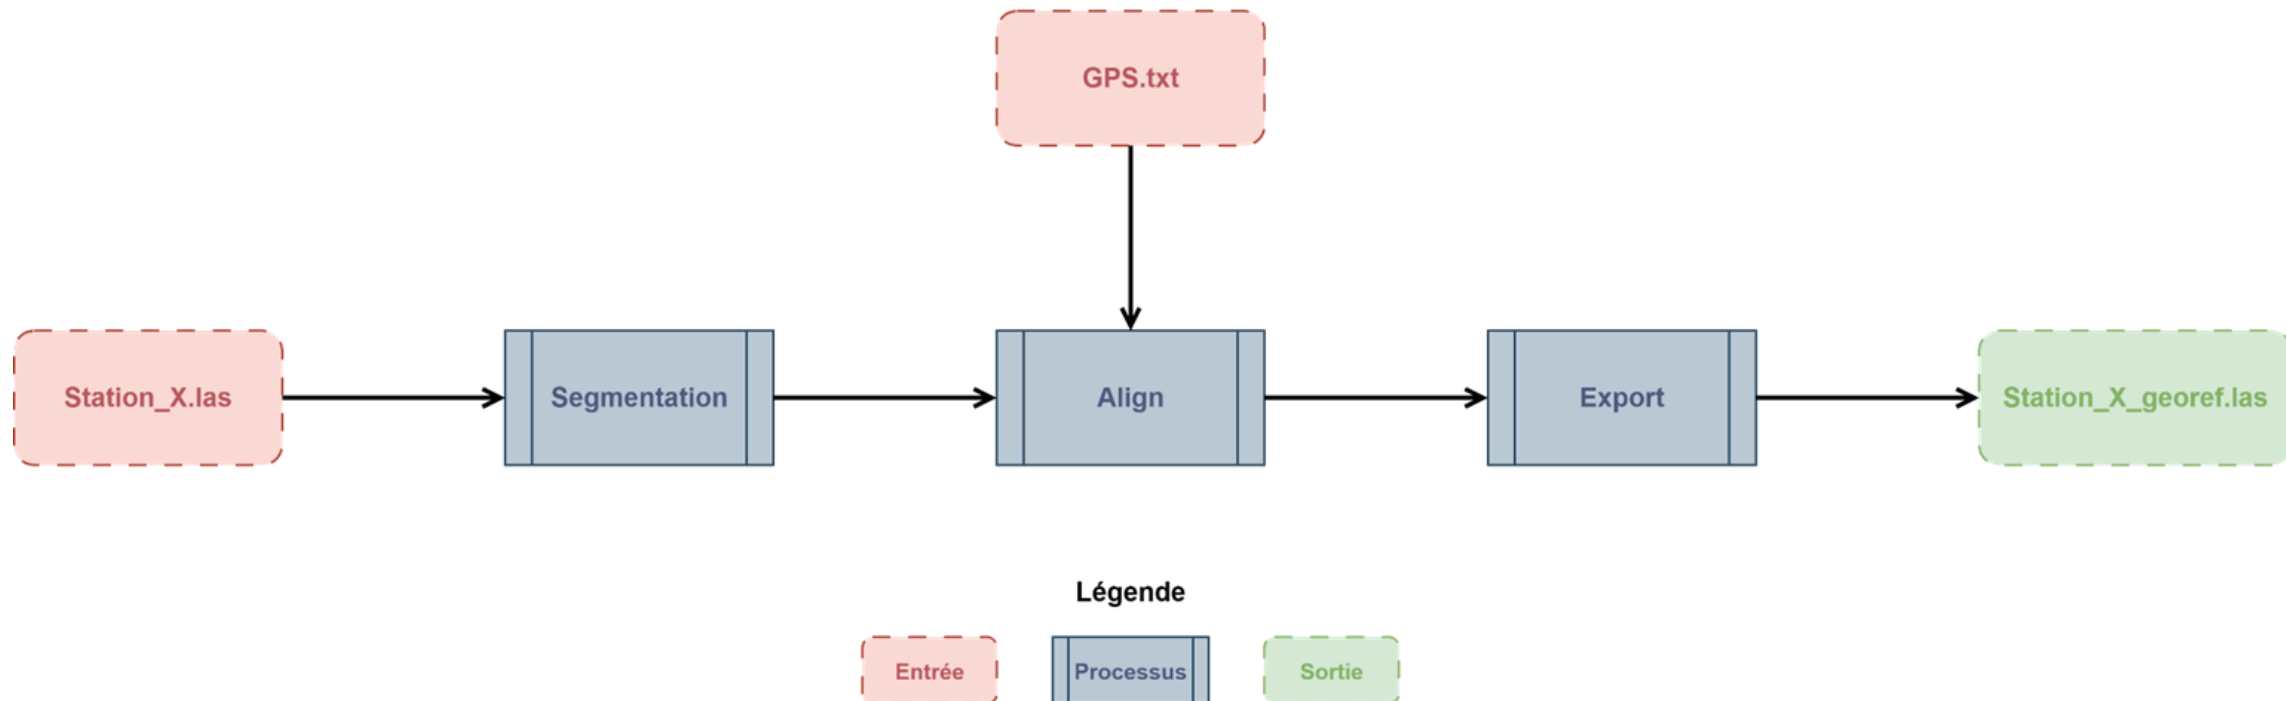 GPS.txt
Station_X.las
Segmentation
Align
Export
Station_X_georef.las
Légende
Entrée
Processus
Sortie